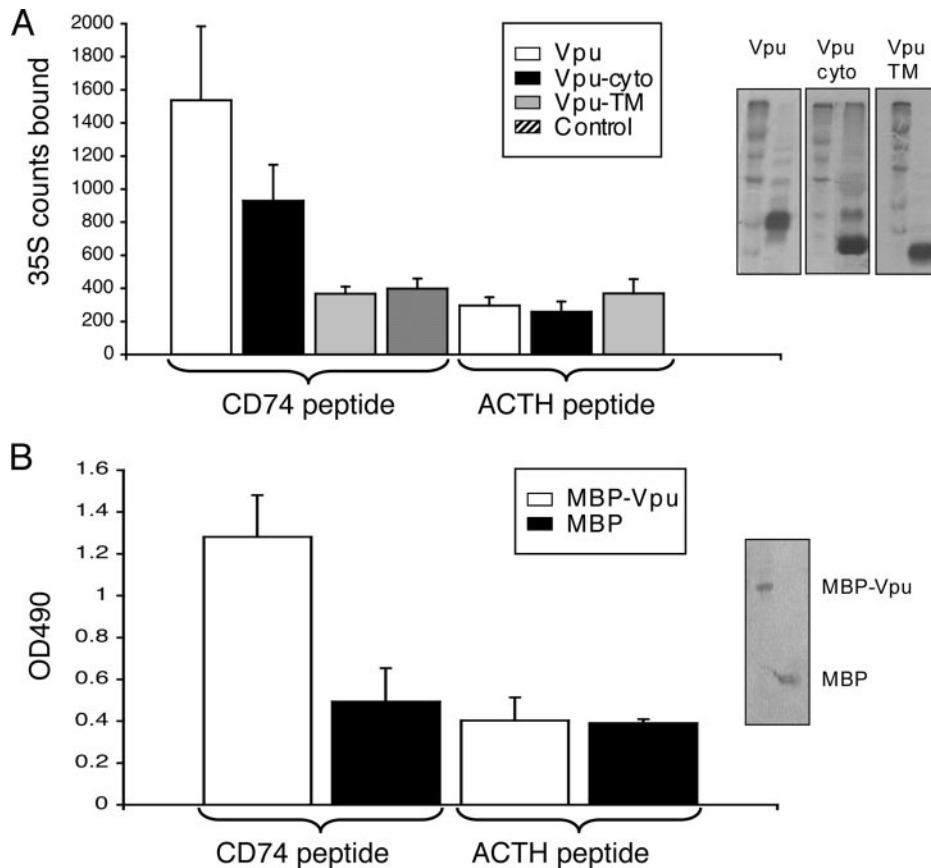 A
2000
1800
1600
1400
1200
1000
800
600
400
200
0
35S counts bound
Vpu
Vpu-cyto
Vpu-TM
Control
Vpu
Vpu
cyto
Vpu
TM
CD74 peptide
ACTH peptide
B
1.6
1.4
1.2
1
0.8
0.6
0.4
0.2
0
OD490
MBP-Vpu
MBP
MBP-Vpu
MBP
CD74 peptide
ACTH peptide